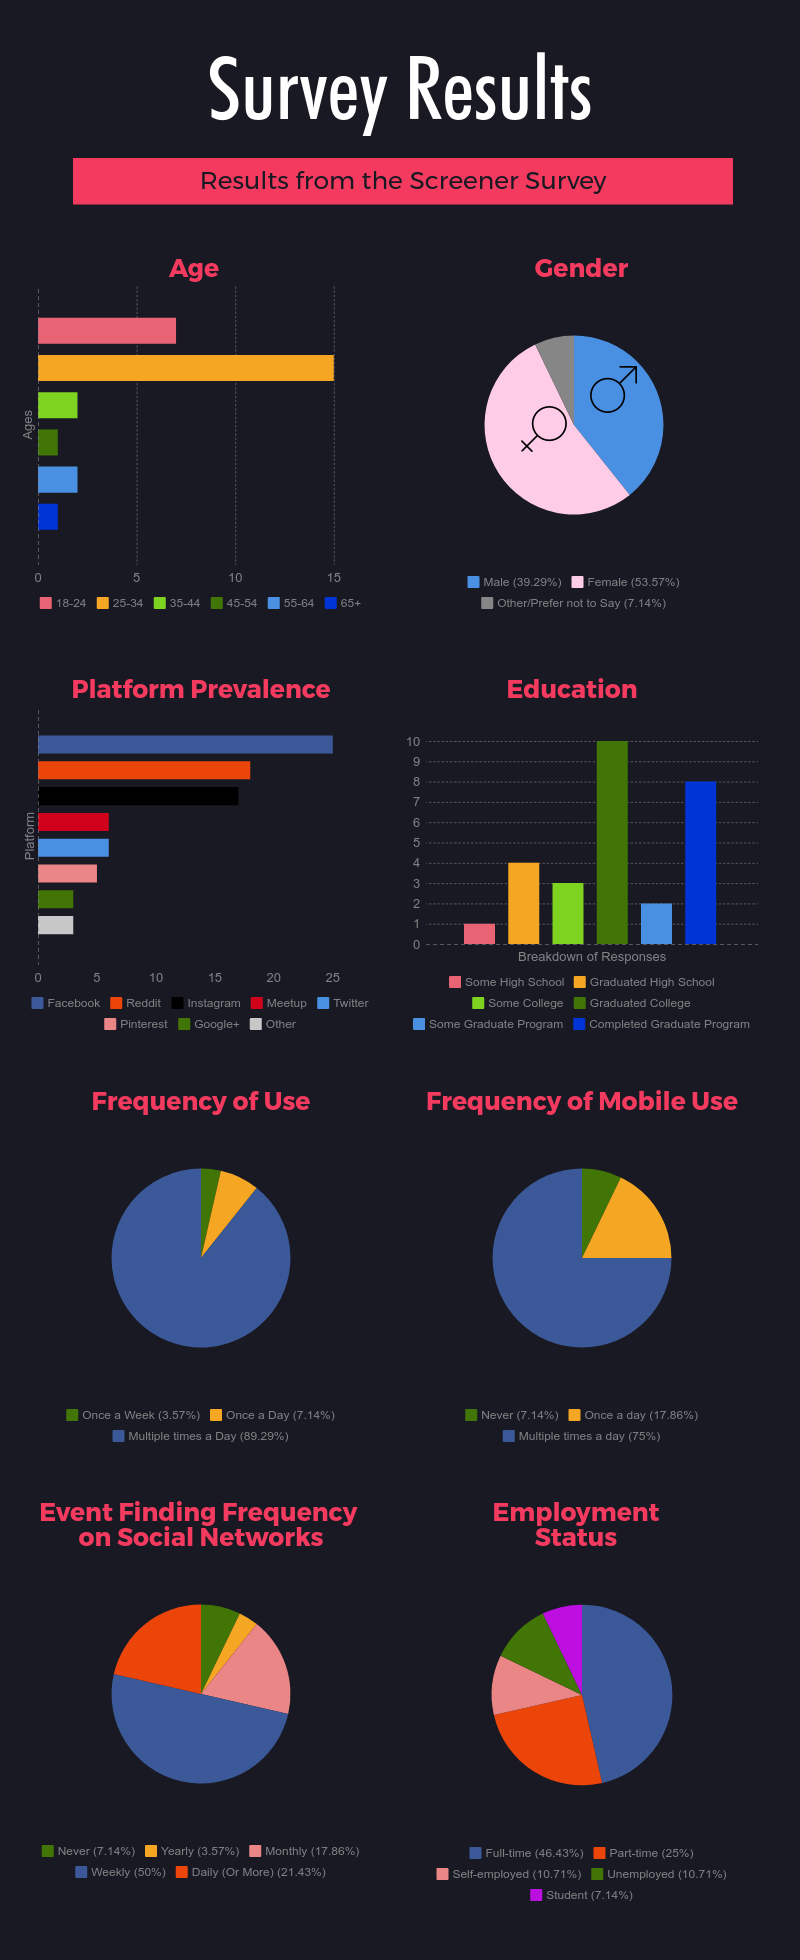 Survey Results
Results from the Screener Survey
Age
Ages
0 5 10 15
18-24 25-34 35-44 45-54 55-64 65+
Gender
Male (39.29%) Female (53.57%)
Other/Prefer not to Say (7.14%)
Platform Prevalence
Platform
0 5 10 15 20 25
Facebook Reddit Instagram Meetup Twitter
Pinterest Google+ Other
Education
10
9
8
7
6
5
4
3
2
1
0
Breakdown of Responses
Some High School Graduated High School
Some College Graduated College
Some Graduate Program Completed Graduate Program
Frequency of Use
Once a Week (3.57%) Once a Day (7.14%)
Multiple times a Day (89.29%)
Frequency of Mobile Use
Never (7.14%) Once a day (17.86%)
Multiple times a day (75%)
Event Finding Frequency
on Social Networks
Never (7.14%) Yearly (3.57%) Monthly (17.86%)
Weekly (50%) Daily (Or More) (21.43%)
Employment
Status
Full-time (46.43%) Part-time (25%)
Self-employed (10.71%) Unemployed (10.71%)
Student (7.14%)